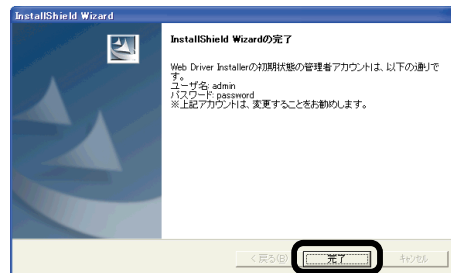 InstallShield Wizard
InstallShield Wizardの完了
Web Driver Installerの初期状態の管理者アカウントは、以下の通りで
す。
ユーザ名: admin
パスワード: password
※上記アカウントは、変更することをお勧めします。
< 戻る(B)
完了
キャンセル